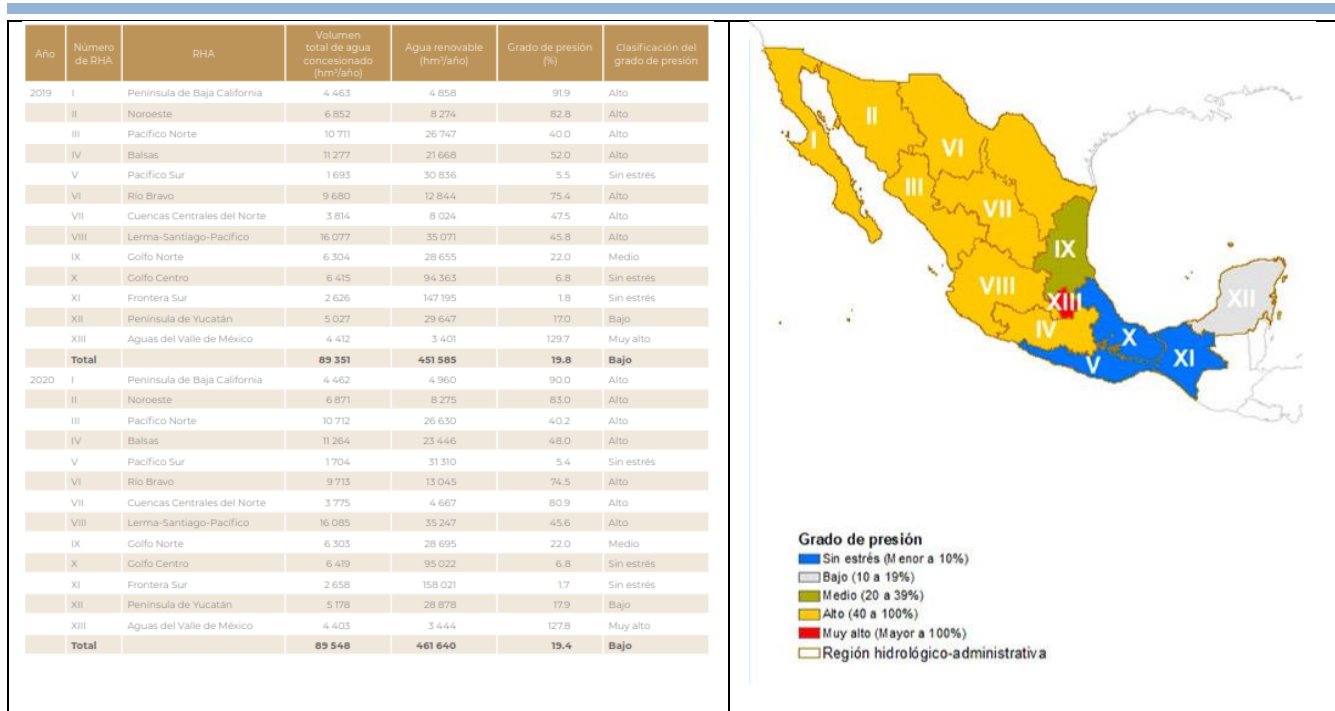 Año Número de RHA RHA Volumen total de agua concesionado (hm³/año) Agua renovable (hm³/año) Grado de presión (%) Clasificación del grado de presión
2019 I Península de Baja California 4 463 4 858 91.9 Alto
II Noroeste 6 852 8 274 82.8 Alto
III Pacífico Norte 10 711 26 747 40.0 Alto
IV Balsas 11 277 21 668 52.0 Alto
V Pacífico Sur 1 693 30 836 5.5 Sin estrés
VI Río Bravo 9 680 12 844 75.4 Alto
VII Cuencas Centrales del Norte 3 814 8 024 47.5 Alto
VIII Lerma-Santiago-Pacífico 16 077 35 071 45.8 Alto
IX Golfo Norte 6 304 28 655 22.0 Medio
X Golfo Centro 6 415 94 363 6.8 Sin estrés
XI Frontera Sur 2 626 147 195 1.8 Sin estrés
XII Península de Yucatán 5 027 29 647 17.0 Bajo
XIII Aguas del Valle de México 4 412 3 401 129.7 Muy alto
Total 89 351 451 585 19.8 Bajo
2020 I Península de Baja California 4 462 4 960 90.0 Alto
II Noroeste 6 871 8 275 83.0 Alto
III Pacífico Norte 10 712 26 630 40.2 Alto
IV Balsas 11 264 23 446 48.0 Alto
V Pacífico Sur 1 704 31 310 5.4 Sin estrés
VI Río Bravo 9 713 13 045 74.5 Alto
VII Cuencas Centrales del Norte 3 775 4 667 80.9 Alto
VIII Lerma-Santiago-Pacífico 16 085 35 247 45.6 Alto
IX Golfo Norte 6 303 28 695 22.0 Medio
X Golfo Centro 6 419 95 022 6.8 Sin estrés
XI Frontera Sur 2 658 158 021 1.7 Sin estrés
XII Península de Yucatán 5 178 28 878 17.9 Bajo
XIII Aguas del Valle de México 4 403 3 444 127.8 Muy alto
Total 89 548 461 640 19.4 Bajo
I
II
VI
III
VII
IX
VIII
XIII
XII
IV
X
V
XI
Grado de presión
Sin estrés (Menor a 10%)
Bajo (10 a 19%)
Medio (20 a 39%)
Alto (40 a 100%)
Muy alto (Mayor a 100%)
Región hidrológico-administrativa